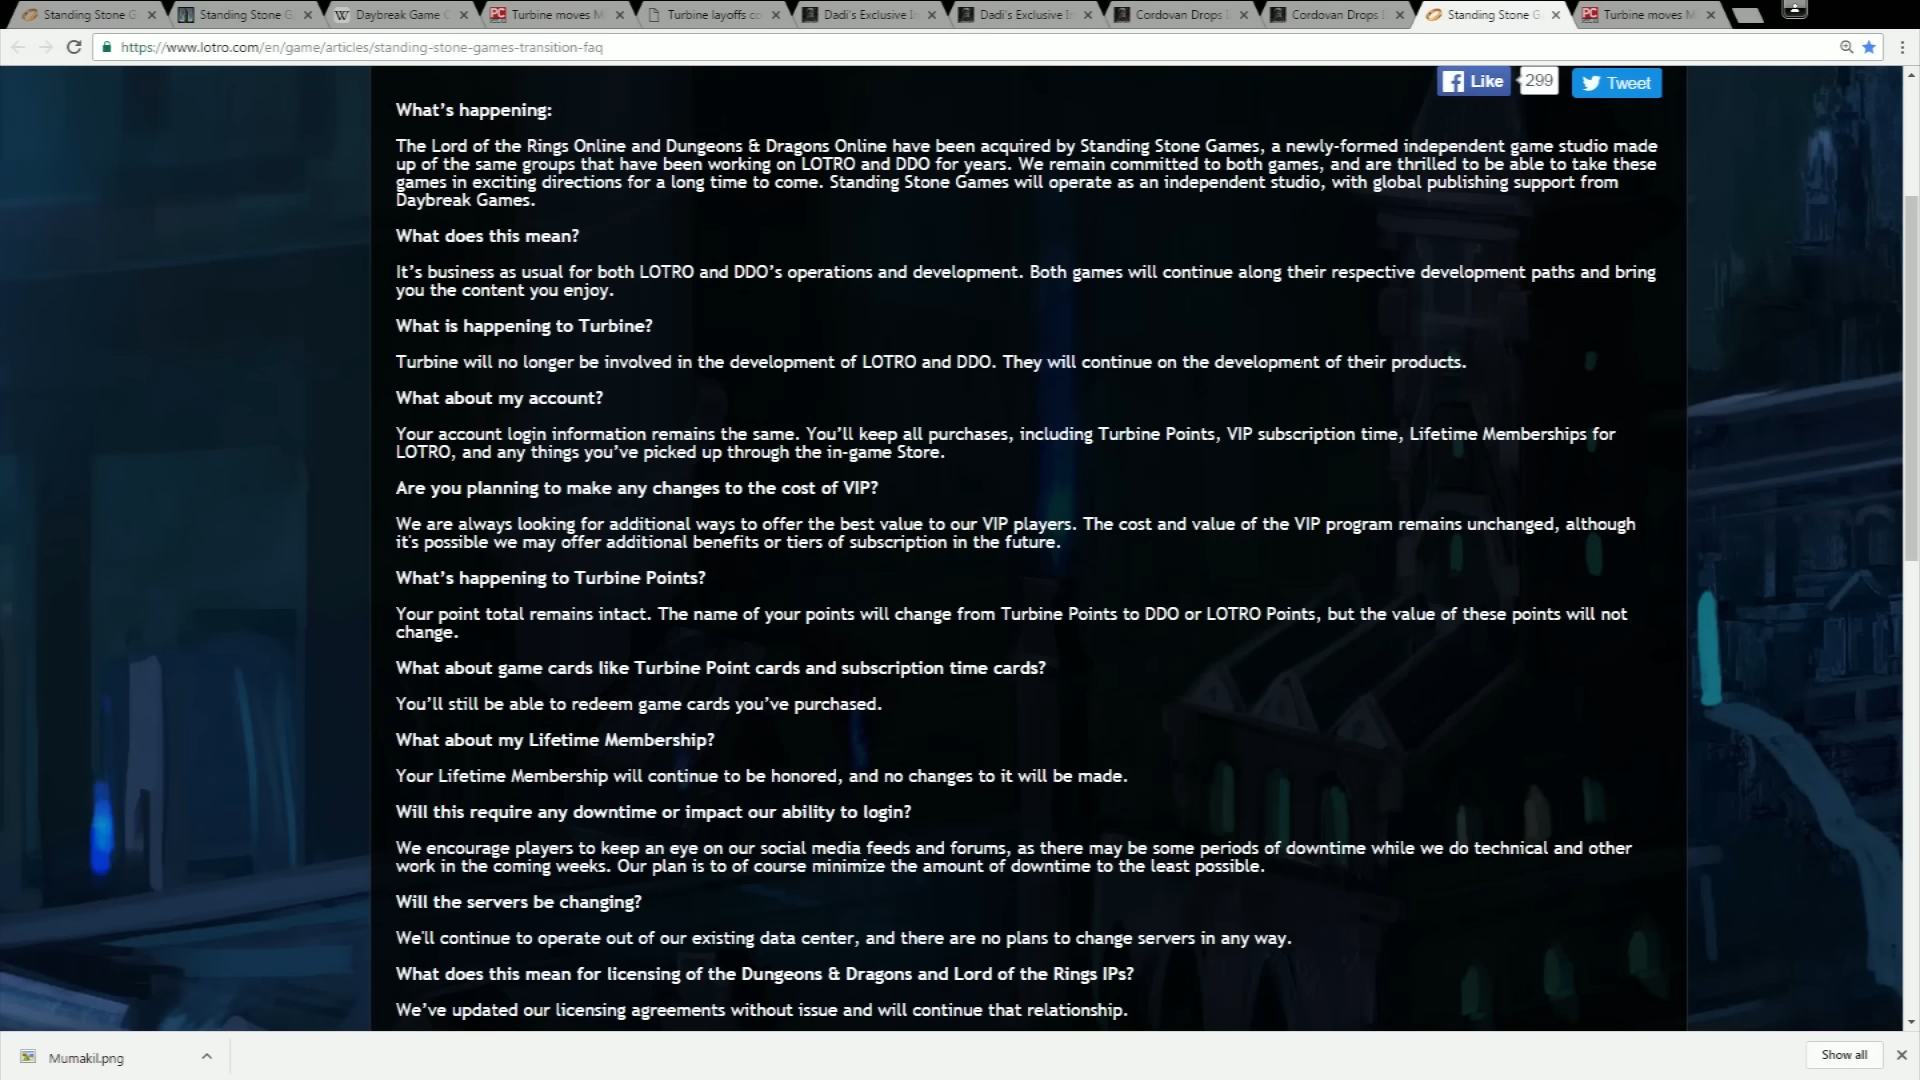 Standing Stone G
Standing Stone G
Daybreak Game C
Turbine moves M
Turbine layoffs co
Dadi's Exclusive I
Dadi's Exclusive I
Cordovan Drops
Cordovan Drops
Standing Stone G
Turbine moves M
https://www.lotro.com/en/game/articles/standing-stone-games-transition-faq
Like 299 Tweet
What's happening:
The Lord of the Rings Online and Dungeons & Dragons Online have been acquired by Standing Stone Games, a newly-formed independent game studio made
up of the same groups that have been working on LOTRO and DDO for years. We remain committed to both games, and are thrilled to be able to take these
games in exciting directions for a long time to come. Standing Stone Games will operate as an independent studio, with global publishing support from
Daybreak Games.
What does this mean?
It's business as usual for both LOTRO and DDO's operations and development. Both games will continue along their respective development paths and bring
you the content you enjoy.
What is happening to Turbine?
Turbine will no longer be involved in the development of LOTRO and DDO. They will continue on the development of their products.
What about my account?
Your account login information remains the same. You'll keep all purchases, including Turbine Points, VIP subscription time, Lifetime Memberships for
LOTRO, and any things you've picked up through the in-game Store.
Are you planning to make any changes to the cost of VIP?
We are always looking for additional ways to offer the best value to our VIP players. The cost and value of the VIP program remains unchanged, although
it's possible we may offer additional benefits or tiers of subscription in the future.
What's happening to Turbine Points?
Your point total remains intact. The name of your points will change from Turbine Points to DDO or LOTRO Points, but the value of these points will not
change.
What about game cards like Turbine Point cards and subscription time cards?
You'll still be able to redeem game cards you've purchased.
What about my Lifetime Membership?
Your Lifetime Membership will continue to be honored, and no changes to it will be made.
Will this require any downtime or impact our ability to login?
We encourage players to keep an eye on our social media feeds and forums, as there may be some periods of downtime while we do technical and other
work in the coming weeks. Our plan is to of course minimize the amount of downtime to the least possible.
Will the servers be changing?
We'll continue to operate out of our existing data center, and there are no plans to change servers in any way.
What does this mean for licensing of the Dungeons & Dragons and Lord of the Rings IPs?
We've updated our licensing agreements without issue and will continue that relationship.
Mumakil.png
Show all